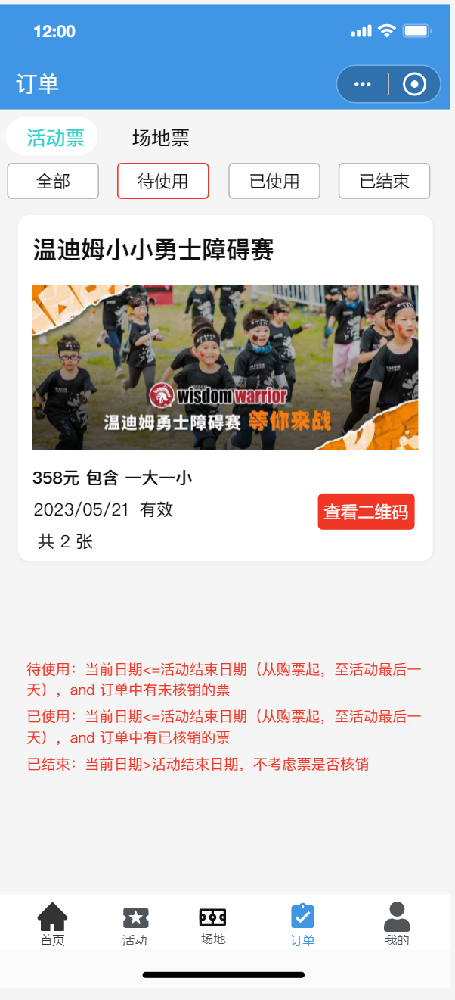 12:00
订单
活动票 场地票
全部 待使用 已使用 已结束
温迪姆小小勇士障碍赛
wisdom warrior
温迪姆勇士障碍赛 等你来战
358元 包含 一大一小
2023/05/21 有效
查看二维码
共 2 张
待使用：当前日期<=活动结束日期（从购票起，至活动最后一
天），and 订单中有未核销的票
已使用：当前日期<=活动结束日期（从购票起，至活动最后一
天），and 订单中有已核销的票
已结束：当前日期>活动结束日期，不考虑票是否核销
首页 活动 场地 订单 我的